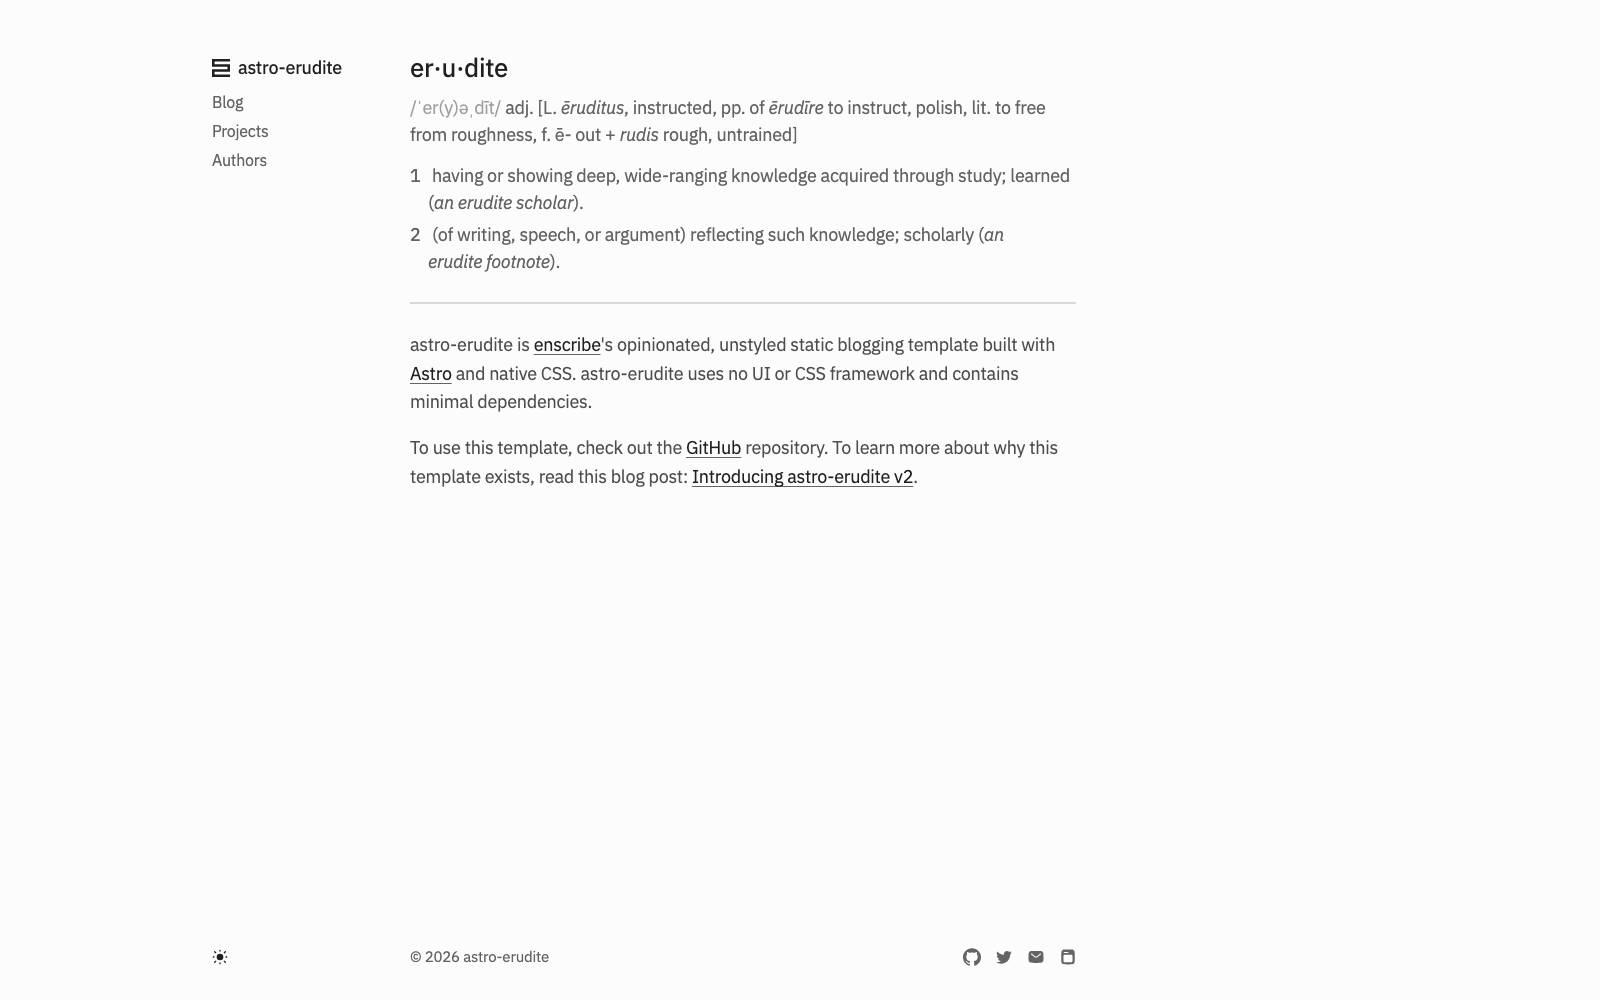 astro-erudite
Blog
Projects
Authors
er·u·dite
/ˈer(y)əˌdīt/ adj. [L. ēruditus, instructed, pp. of ērudīre to instruct, polish, lit. to free
from roughness, f. ē- out + rudis rough, untrained]
1 having or showing deep, wide-ranging knowledge acquired through study; learned
(an erudite scholar).
2 (of writing, speech, or argument) reflecting such knowledge; scholarly (an
erudite footnote).
astro-erudite is enscribe's opinionated, unstyled static blogging template built with
Astro and native CSS. astro-erudite uses no UI or CSS framework and contains
minimal dependencies.
To use this template, check out the GitHub repository. To learn more about why this
template exists, read this blog post: Introducing astro-erudite v2.
© 2026 astro-erudite